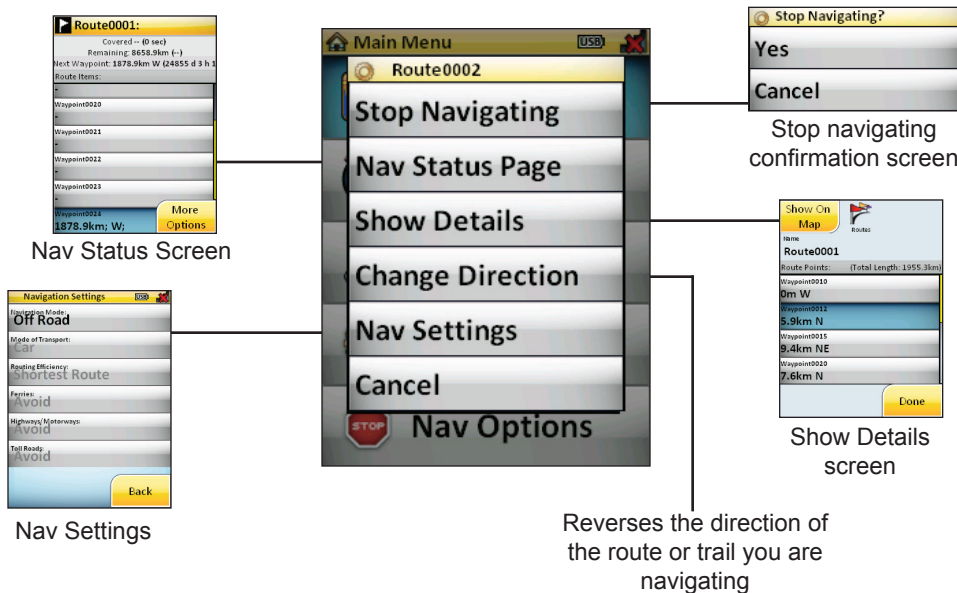 Route0001:
Covered -- (0 sec)
Remaining: 8658.9km (--)
Next Waypoint: 1878.9km W (24855 d 3 h 1
Route Items:
-
Waypoint0020
-
Waypoint0021
-
Waypoint0022
-
Waypoint0023
-
Waypoint0024
1878.9km; W;
More
Options
Nav Status Screen
Navigation Settings
USB
Navigation Mode:
Off Road
Mode of Transport:
Car
Routing Efficiency:
Shortest Route
Ferries:
Avoid
Highways/Motorways:
Avoid
Toll Roads:
Avoid
Back
Nav Settings
Main Menu
USB
Route0002
Stop Navigating
Nav Status Page
Show Details
Change Direction
Nav Settings
Cancel
STOP
Nav Options
Stop Navigating?
Yes
Cancel
Stop navigating
confirmation screen
Show On
Map
Routes
Name
Route0001
Route Points: (Total Length: 1955.3km)
Waypoint0010
0m W
Waypoint0012
5.9km N
Waypoint0015
9.4km NE
Waypoint0020
7.6km N
Done
Show Details
screen
Reverses the direction of
the route or trail you are
navigating